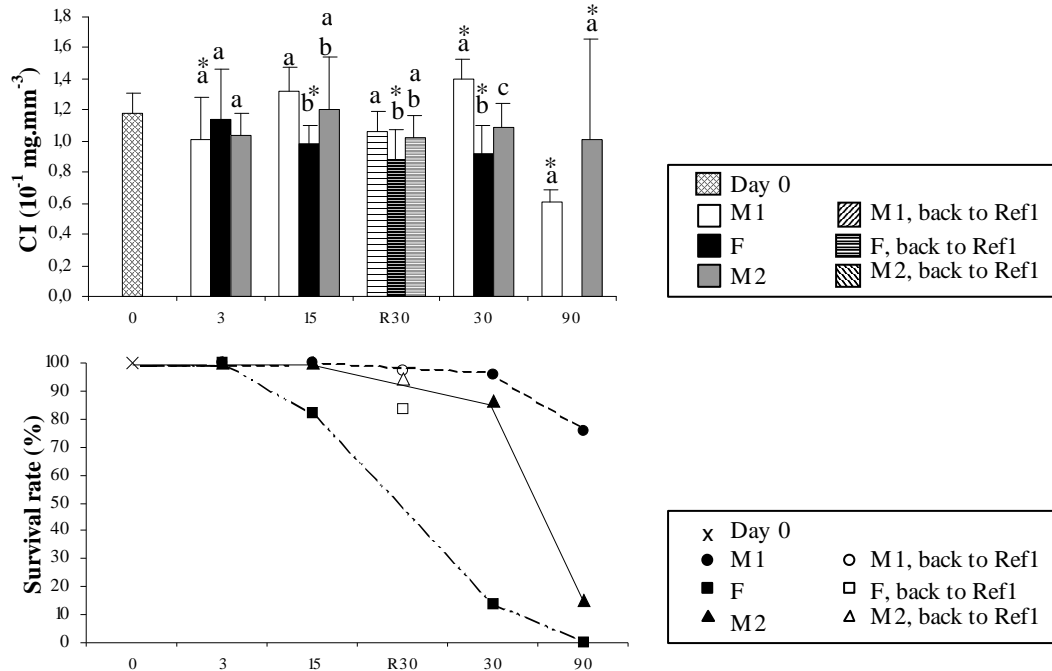 CI (10-1 mg.mm-3)
1,8
1,6
1,4
1,2
1,0
0,8
0,6
0,4
0,2
0,0
* a
a
a
a
b *
a b
a
* b
a b
* a
* b
c
* a
* a
0 3 15 R30 30 90
Day 0
M1 M1, back to Ref1
F F, back to Ref1
M2 M2, back to Ref1
Survival rate (%)
100
90
80
70
60
50
40
30
20
10
0
0 3 15 R30 30 90
x Day 0
M1 M1, back to Ref1
F F, back to Ref1
M2 M2, back to Ref1